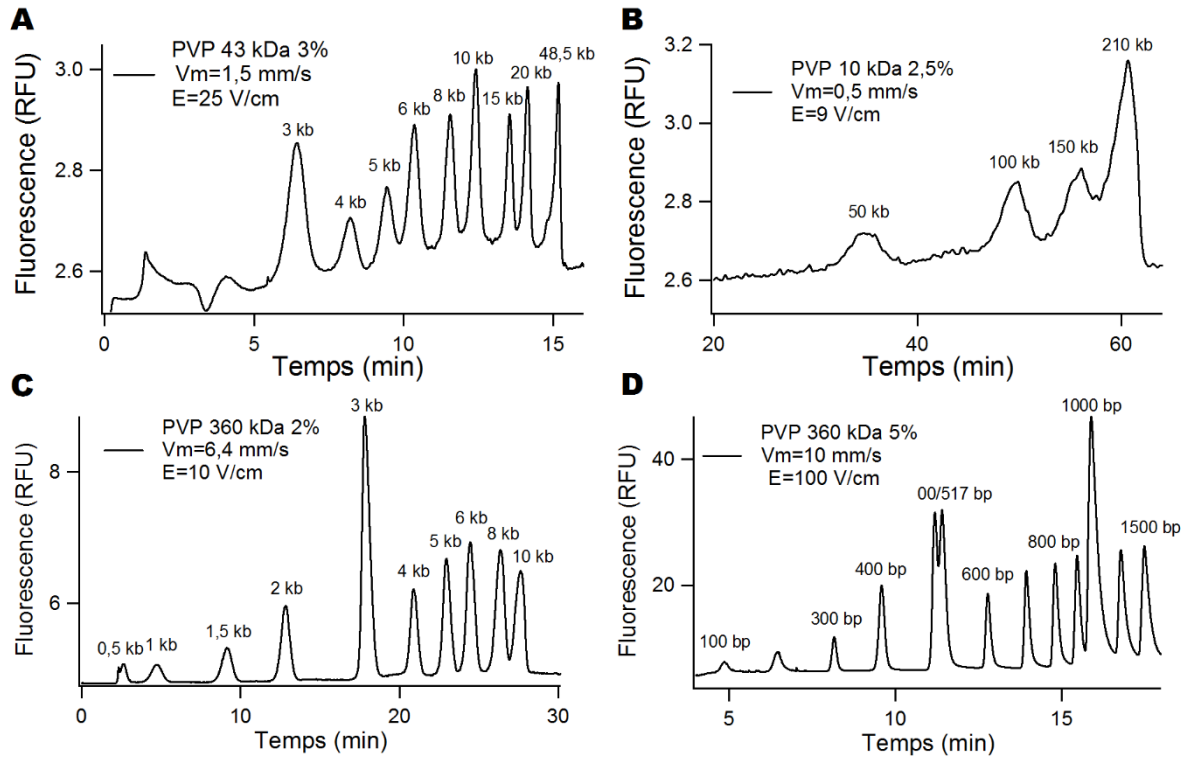 A
Fluorescence (RFU)
3.0
2.8
2.6
PVP 43 kDa 3%
Vm=1,5 mm/s
E=25 V/cm
3 kb
4 kb
5 kb
6 kb
8 kb
10 kb
15 kb
20 kb
48,5 kb
0
5
10
15
Temps (min)
B
Fluorescence (RFU)
3.2
3.0
2.8
2.6
PVP 10 kDa 2,5%
Vm=0,5 mm/s
E=9 V/cm
50 kb
100 kb
150 kb
210 kb
20
40
60
Temps (min)
C
Fluorescence (RFU)
8
6
PVP 360 kDa 2%
Vm=6,4 mm/s
E=10 V/cm
0,5 kb
1 kb
1,5 kb
2 kb
3 kb
4 kb
5 kb
6 kb
8 kb
10 kb
0
10
20
30
Temps (min)
D
Fluorescence (RFU)
40
20
PVP 360 kDa 5%
Vm=10 mm/s
E=100 V/cm
100 bp
300 bp
400 bp
00/517 bp
600 bp
800 bp
1000 bp
1500 bp
5
10
15
Temps (min)